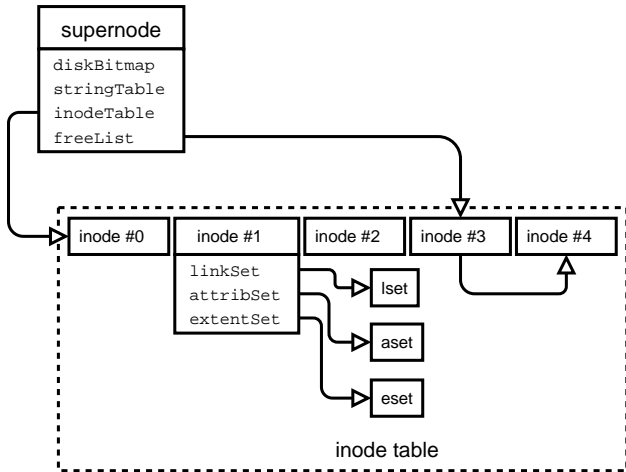 supernode
diskBitmap
stringTable
inodeTable
freeList
inode #0
inode #1
inode #2
inode #3
inode #4
linkSet
attribSet
extentSet
lset
aset
eset
inode table